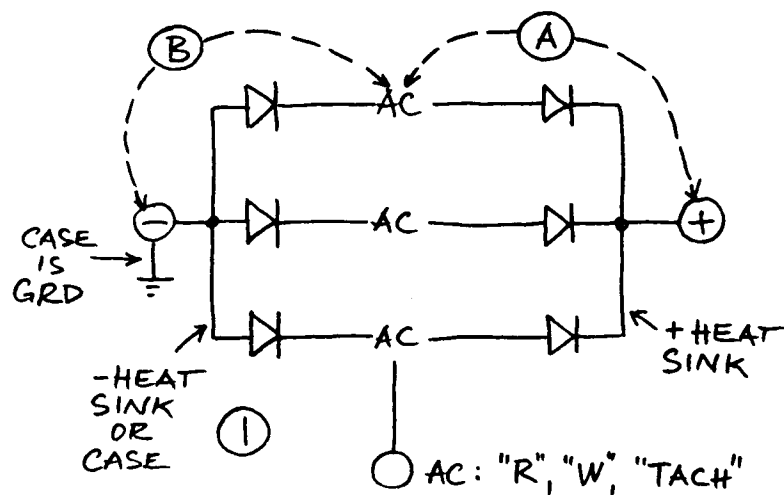 B
A
AC
−
AC
+
CASE
IS
GRD
AC
-HEAT
SINK
OR
CASE
+HEAT
SINK
1
AC: "R", "W", "TACH"